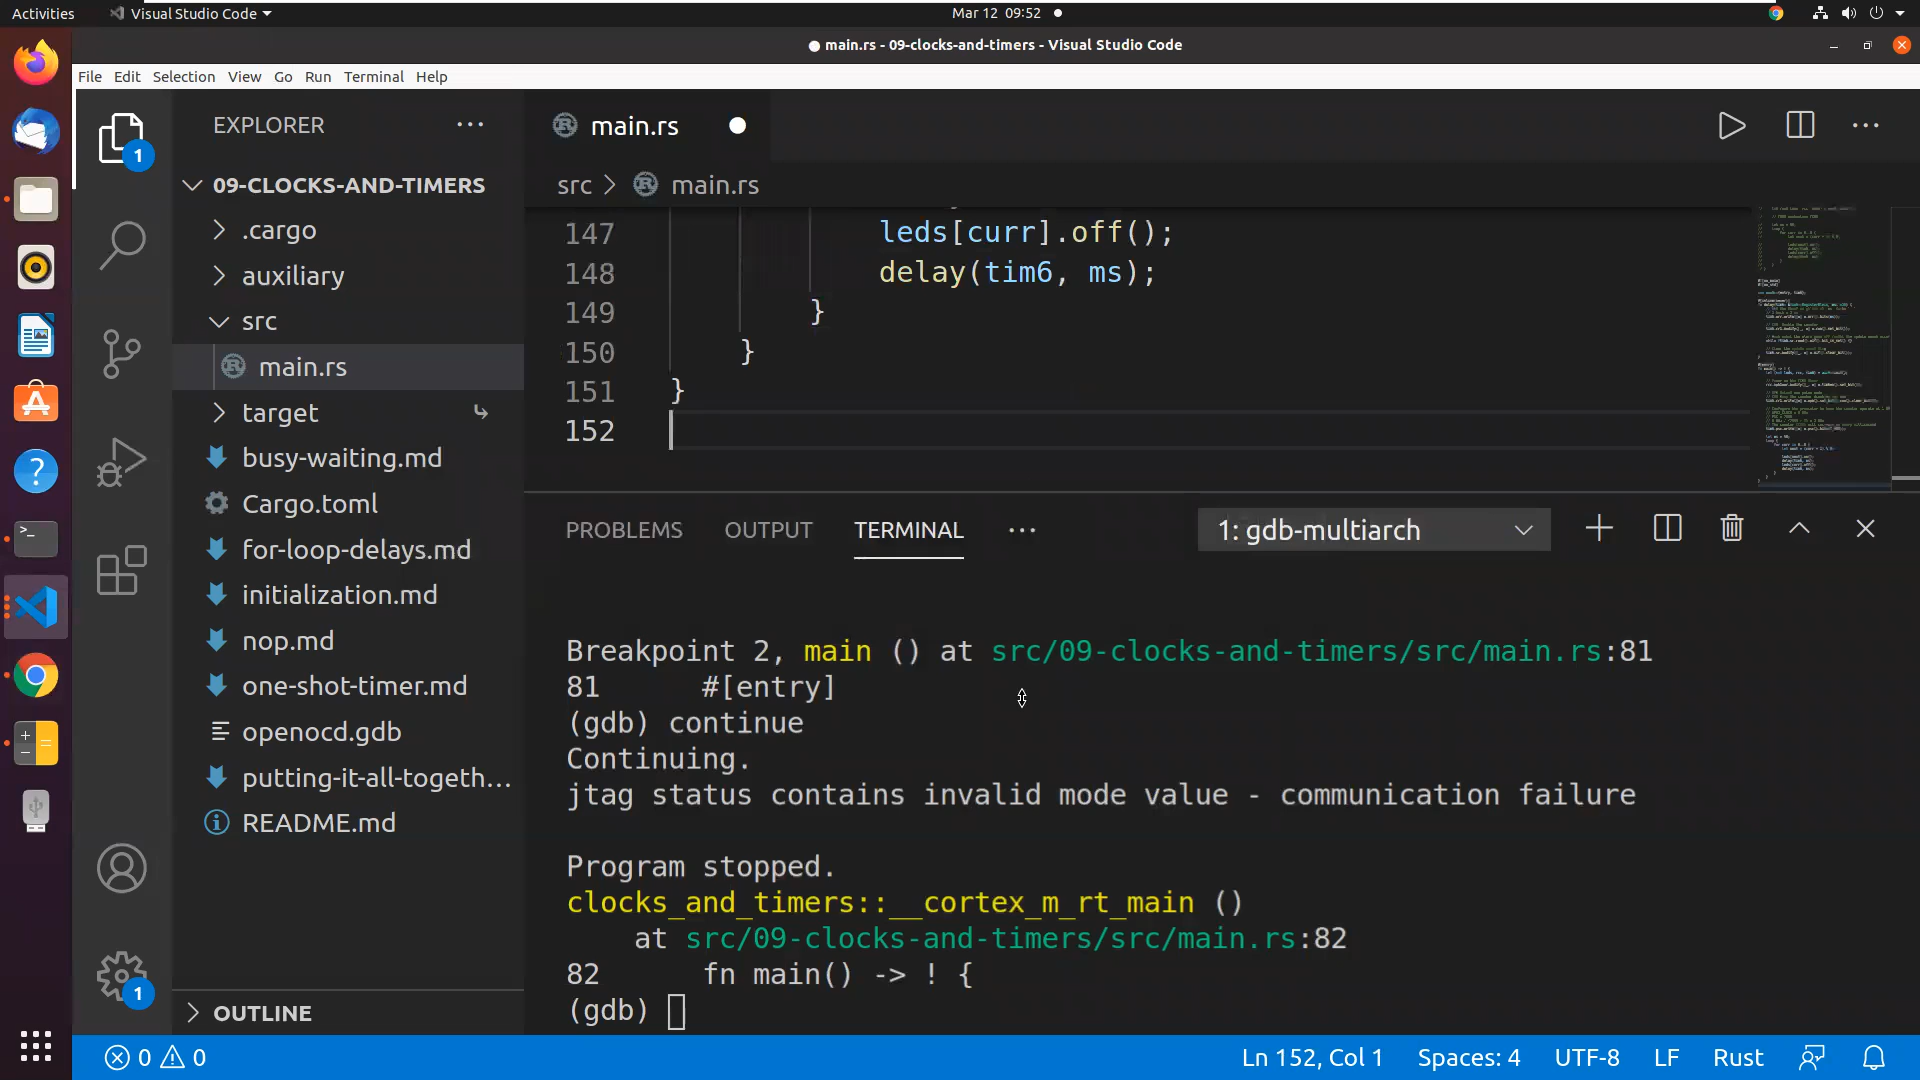 Activities
Visual Studio Code
Mar 12 09:52
main.rs - 09-clocks-and-timers - Visual Studio Code
File Edit Selection View Go Run Terminal Help
EXPLORER
main.rs
1
09-CLOCKS-AND-TIMERS
src > main.rs
.cargo
auxiliary
src
main.rs
target
busy-waiting.md
Cargo.toml
for-loop-delays.md
initialization.md
nop.md
one-shot-timer.md
openocd.gdb
putting-it-all-togeth...
README.md
OUTLINE
1
147 leds[curr].off();
148 delay(tim6, ms);
149 }
150 }
151 }
152
PROBLEMS OUTPUT TERMINAL ... 1: gdb-multiarch
Breakpoint 2, main () at src/09-clocks-and-timers/src/main.rs:81
81 #[entry]
(gdb) continue
Continuing.
jtag status contains invalid mode value - communication failure
Program stopped.
clocks_and_timers::__cortex_m_rt_main ()
at src/09-clocks-and-timers/src/main.rs:82
82 fn main() -> ! {
(gdb)
0 0
Ln 152, Col 1 Spaces: 4 UTF-8 LF Rust